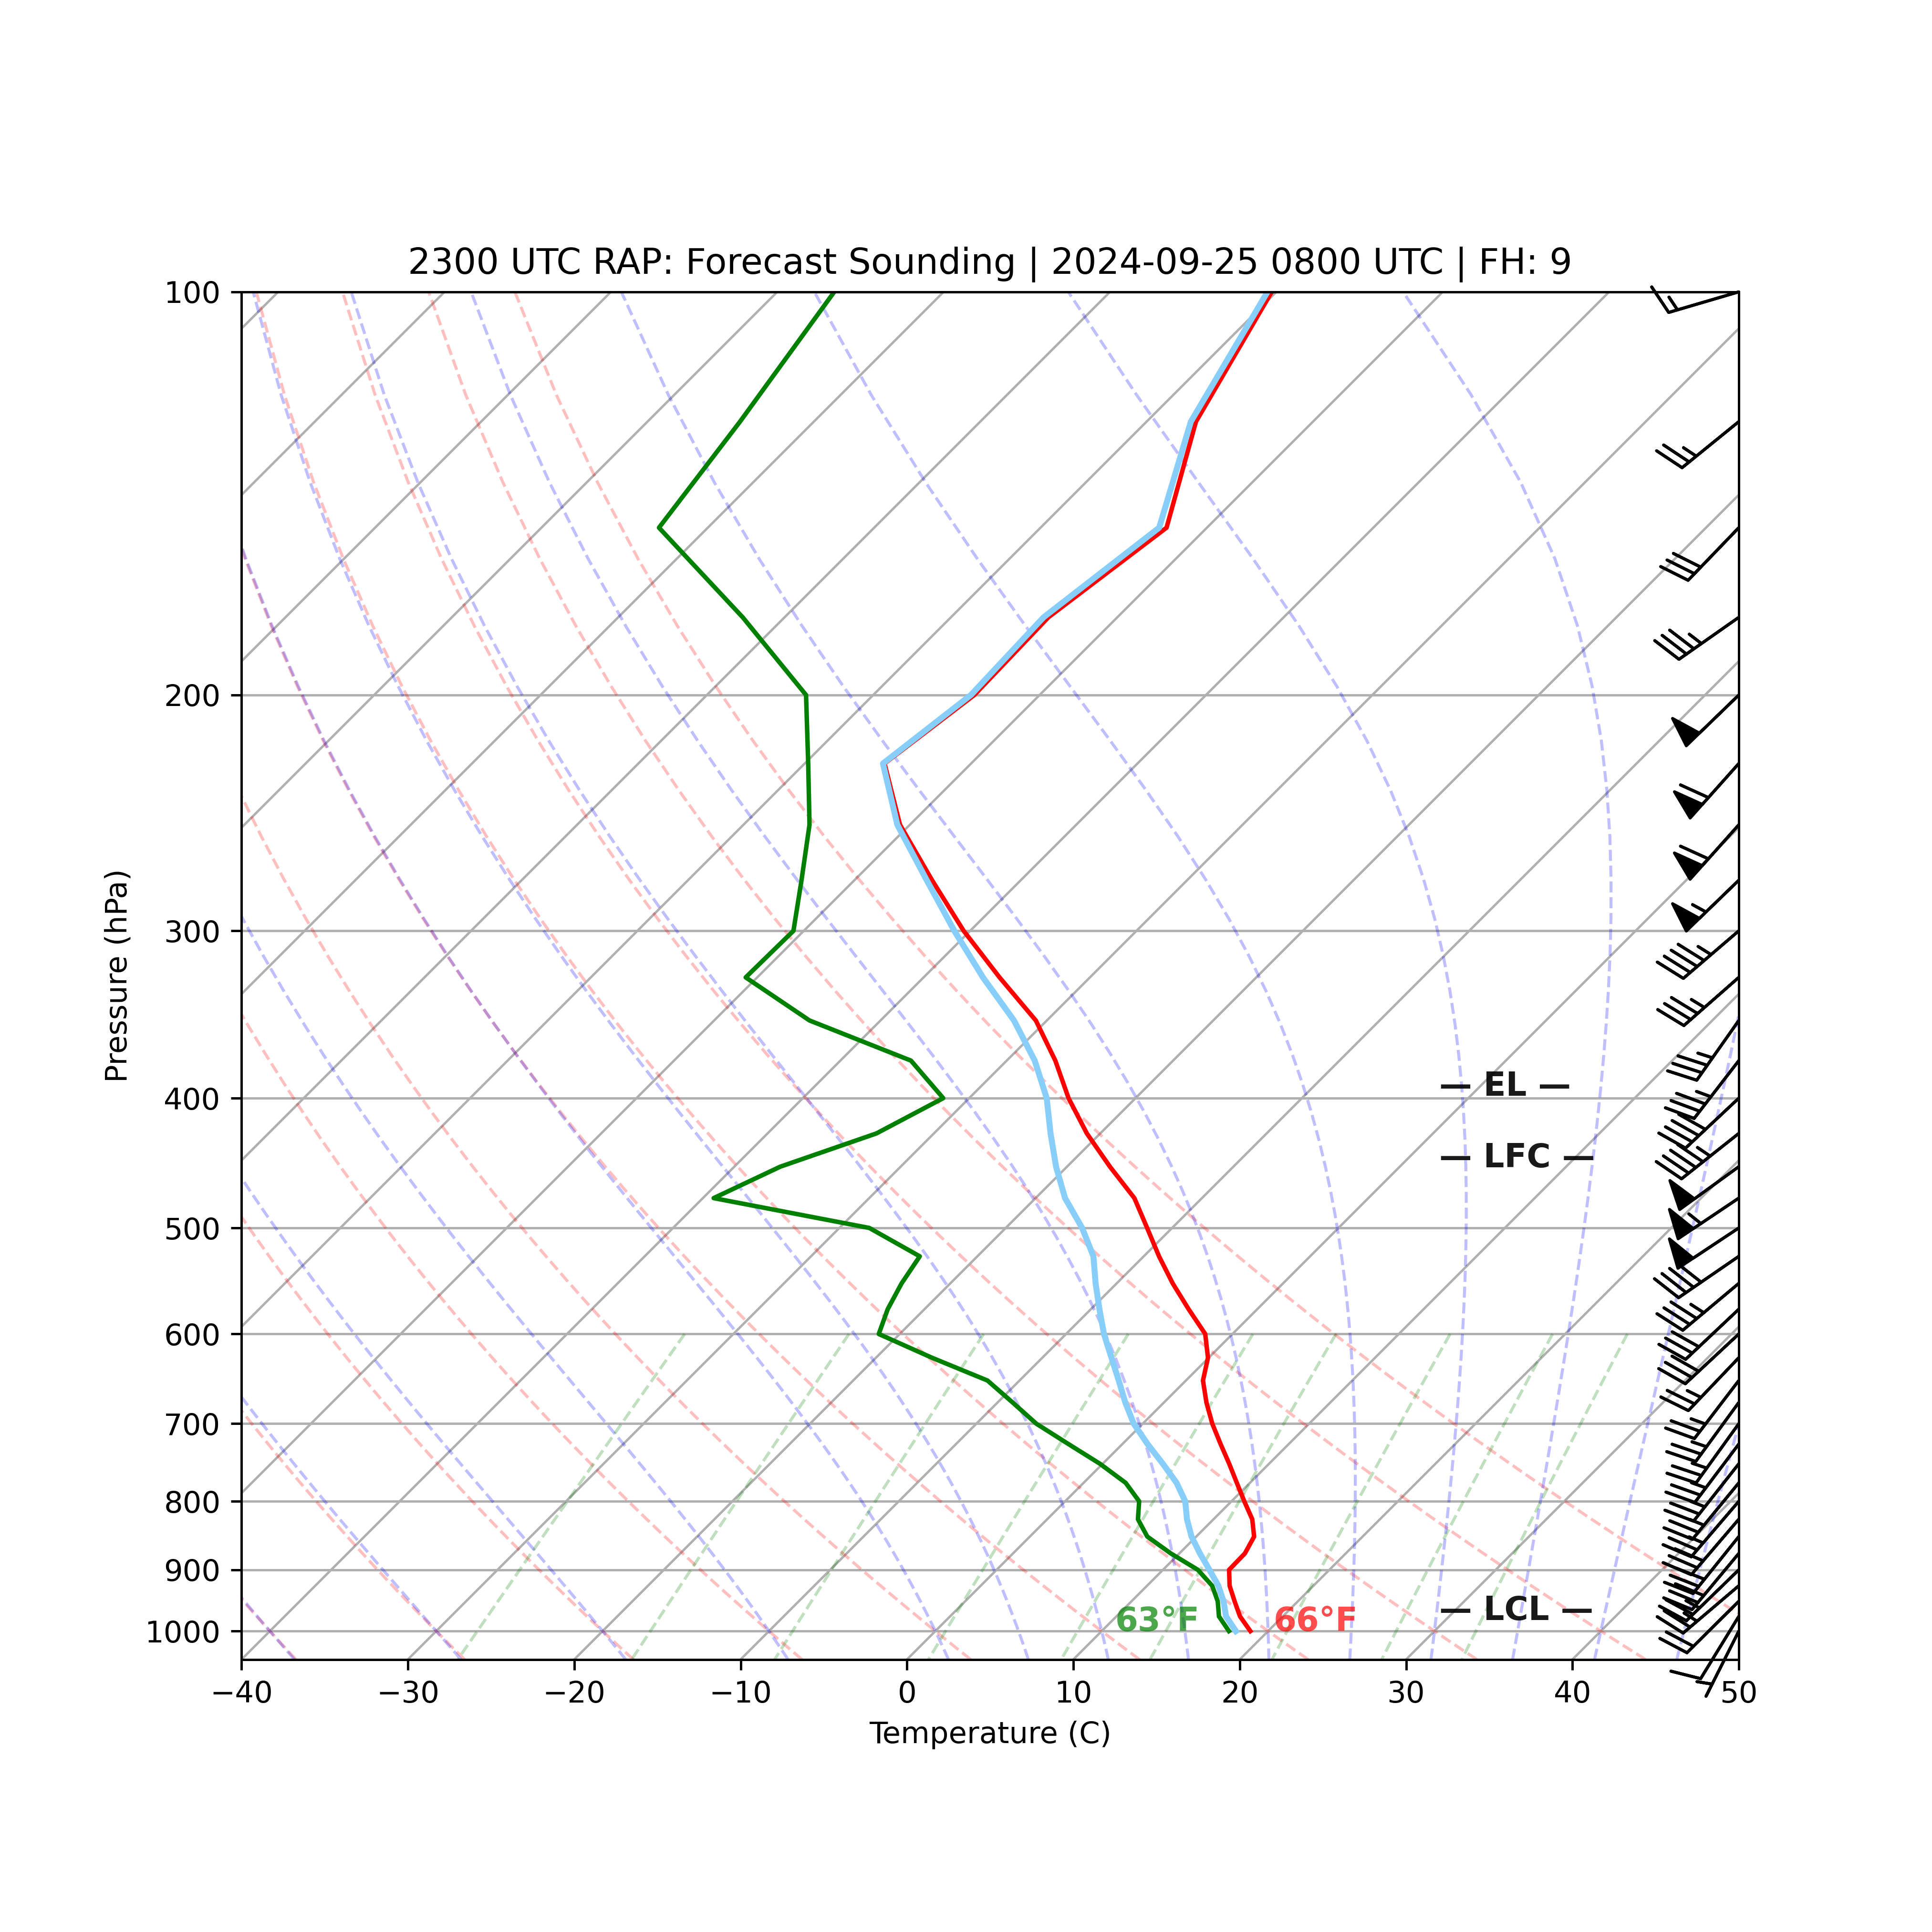 2300 UTC RAP: Forecast Sounding | 2024-09-25 0800 UTC | FH: 9
100
200
300
400
500
600
700
800
900
1000
Pressure (hPa)
— EL —
— LFC —
— LCL —
63°F
66°F
−40 −30 −20 −10 0 10 20 30 40 50
Temperature (C)